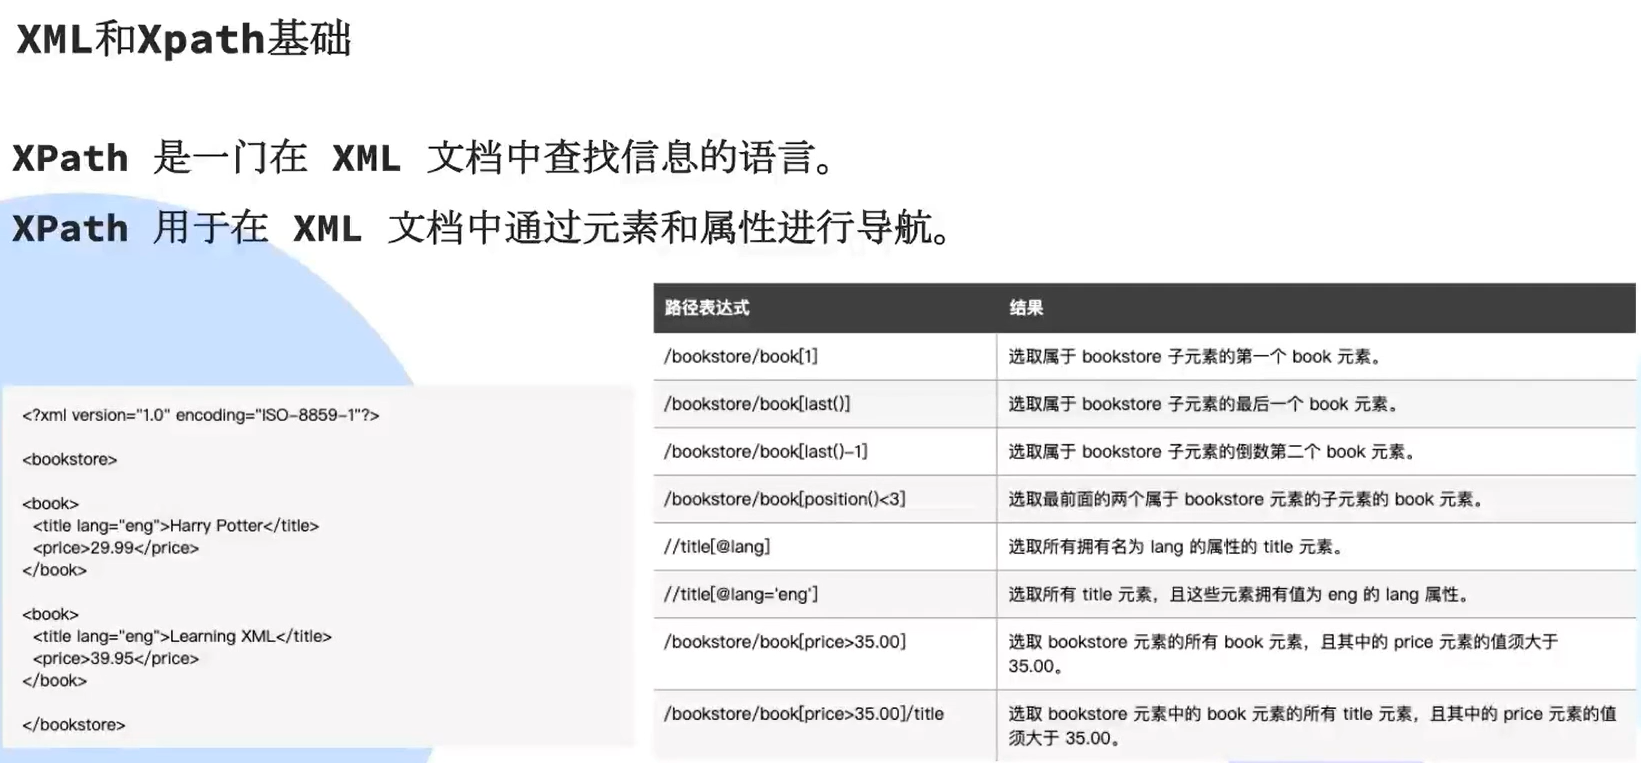 XML和Xpath基础
XPath 是一门在 XML 文档中查找信息的语言。
XPath 用于在 XML 文档中通过元素和属性进行导航。
<?xml version="1.0" encoding="ISO-8859-1"?>
<bookstore>
<book>
<title lang="eng">Harry Potter</title>
<price>29.99</price>
</book>
<book>
<title lang="eng">Learning XML</title>
<price>39.95</price>
</book>
</bookstore>
路径表达式 结果
/bookstore/book[1] 选取属于 bookstore 子元素的第一个 book 元素。
/bookstore/book[last()] 选取属于 bookstore 子元素的最后一个 book 元素。
/bookstore/book[last()-1] 选取属于 bookstore 子元素的倒数第二个 book 元素。
/bookstore/book[position()<3] 选取最前面的两个属于 bookstore 元素的子元素的 book 元素。
//title[@lang] 选取所有拥有名为 lang 的属性的 title 元素。
//title[@lang='eng'] 选取所有 title 元素，且这些元素拥有值为 eng 的 lang 属性。
/bookstore/book[price>35.00] 选取 bookstore 元素的所有 book 元素，且其中的 price 元素的值须大于
35.00。
/bookstore/book[price>35.00]/title 选取 bookstore 元素中的 book 元素的所有 title 元素，且其中的 price 元素的值
须大于 35.00。